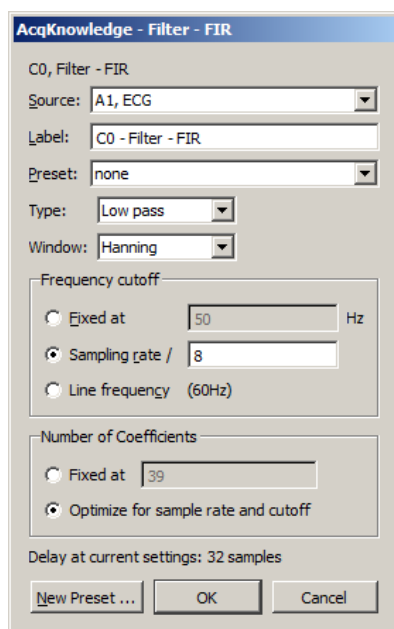 AcqKnowledge - Filter - FIR
C0, Filter - FIR
Source: A1, ECG
Label: C0 - Filter - FIR
Preset: none
Type: Low pass
Window: Hanning
Frequency cutoff
Fixed at 50 Hz
Sampling rate / 8
Line frequency (60Hz)
Number of Coefficients
Fixed at 39
Optimize for sample rate and cutoff
Delay at current settings: 32 samples
New Preset ... OK Cancel